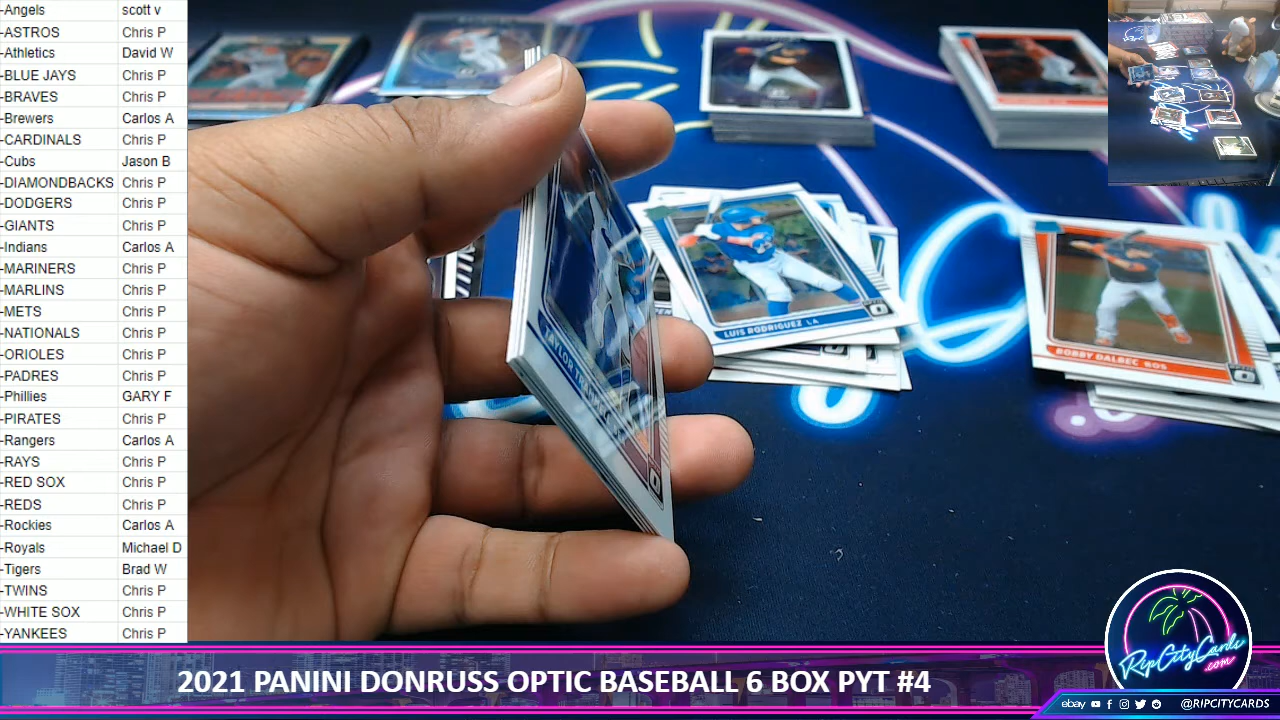 -Angels scott v
-ASTROS Chris P
-Athletics David W
-BLUE JAYS Chris P
-BRAVES Chris P
-Brewers Carlos A
-CARDINALS Chris P
-Cubs Jason B
-DIAMONDBACKS Chris P
-DODGERS Chris P
-GIANTS Chris P
-Indians Carlos A
-MARINERS Chris P
-MARLINS Chris P
-METS Chris P
-NATIONALS Chris P
-ORIOLES Chris P
-PADRES Chris P
-Phillies GARY F
-PIRATES Chris P
-Rangers Carlos A
-RAYS Chris P
-RED SOX Chris P
-REDS Chris P
-Rockies Carlos A
-Royals Michael D
-Tigers Brad W
-TWINS Chris P
-WHITE SOX Chris P
-YANKEES Chris P
LUIS RODRIGUEZ LA
BOBBY DALBEC BOS
TAYLOR
RipCityCards
.com
2021 PANINI DONRUSS OPTIC BASEBALL 6 BOX PYT #4
ebay @RIPCITYCARDS